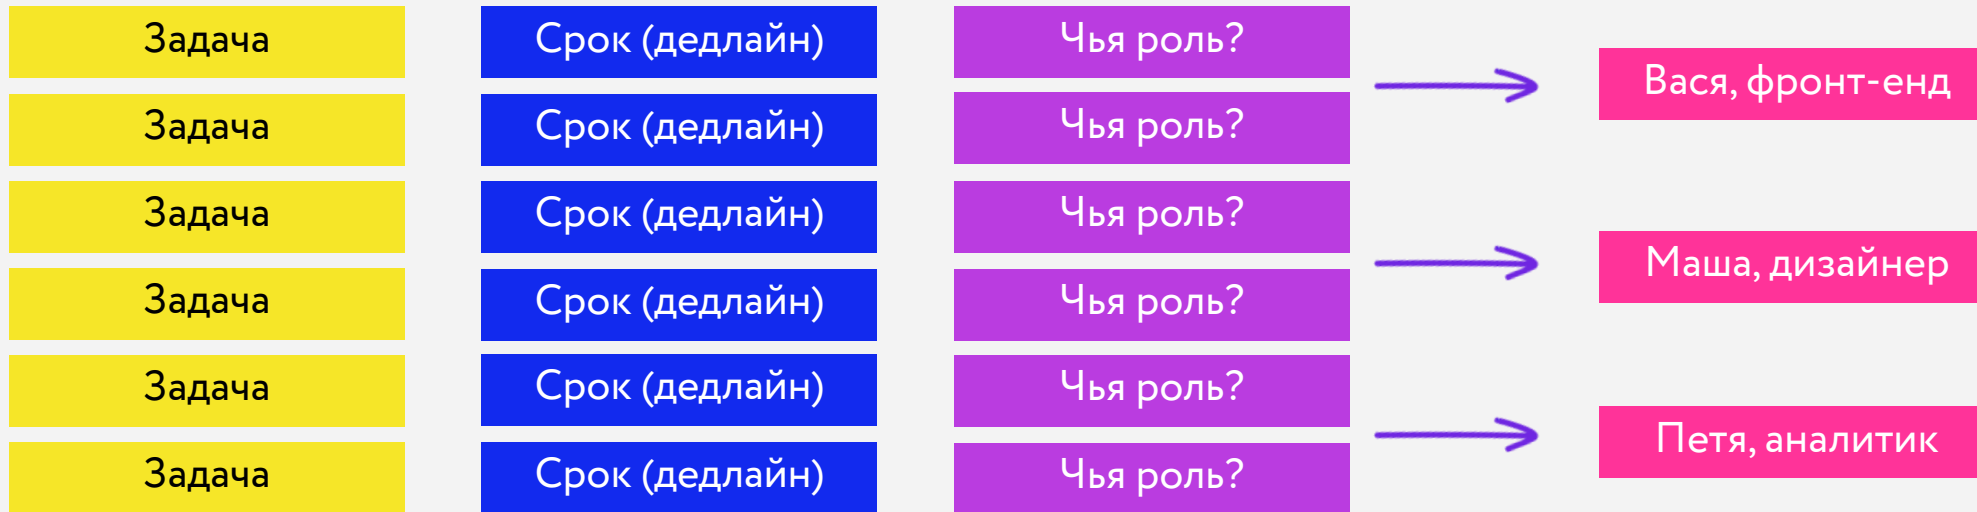 Задача
Срок (дедлайн)
Чья роль?
Вася, фронт-енд
Задача
Срок (дедлайн)
Чья роль?
Задача
Срок (дедлайн)
Чья роль?
Маша, дизайнер
Задача
Срок (дедлайн)
Чья роль?
Задача
Срок (дедлайн)
Чья роль?
Петя, аналитик
Задача
Срок (дедлайн)
Чья роль?